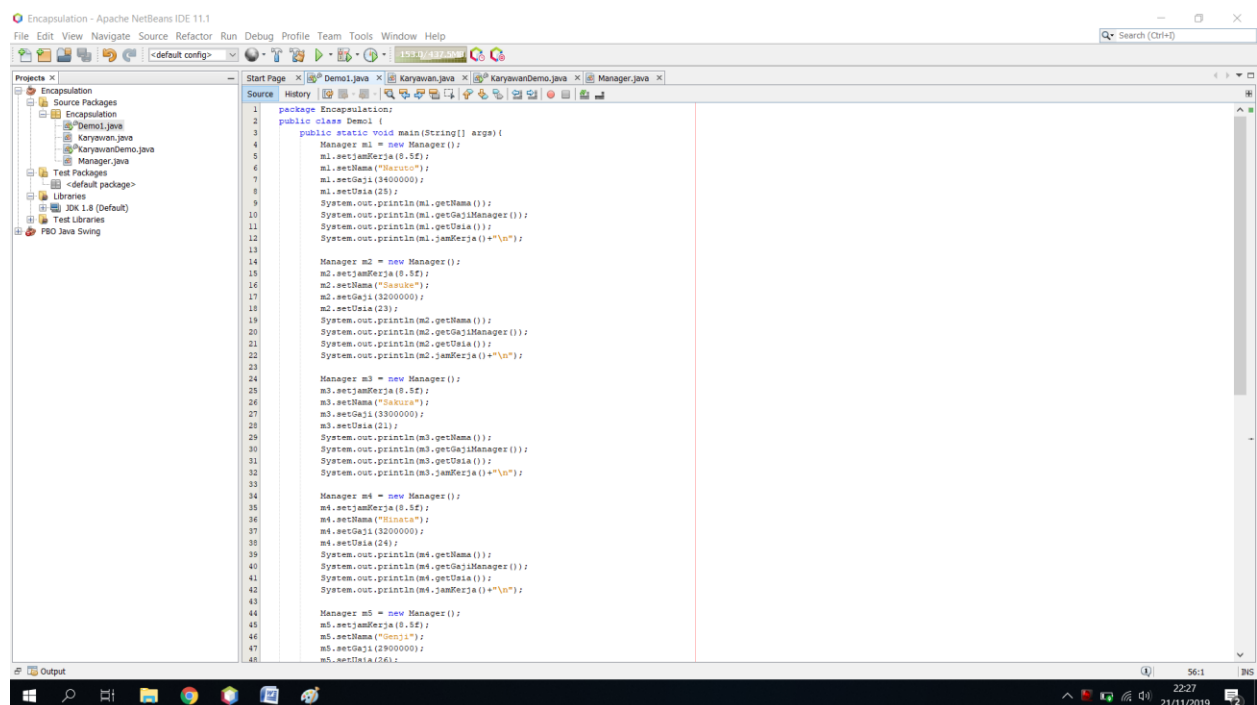 Encapsulation - Apache NetBeans IDE 11.1
File Edit View Navigate Source Refactor Run Debug Profile Team Tools Window Help
Search (Ctrl+I)
<default config>
Projects
Start Page Demo1.java Karyawan.java KaryawanDemo.java Manager.java
Source History
Encapsulation
Source Packages
Encapsulation
Demo1.java
Karyawan.java
KaryawanDemo.java
Manager.java
Test Packages
<default package>
Libraries
JDK 1.8 (Default)
Test Libraries
PBO Java Swing
1 package Encapsulation;
2 public class Demo1 {
3 public static void main(String[] args){
4 Manager m1 = new Manager();
5 m1.setjamKerja(8.5f);
6 m1.setNama("Naruto");
7 m1.setGaji(3400000);
8 m1.setUsia(25);
9 System.out.println(m1.getNama());
10 System.out.println(m1.getGajiManager());
11 System.out.println(m1.getUsia());
12 System.out.println(m1.jamKerja()+"\n");
13
14 Manager m2 = new Manager();
15 m2.setjamKerja(8.5f);
16 m2.setNama("Sasuke");
17 m2.setGaji(3200000);
18 m2.setUsia(23);
19 System.out.println(m2.getNama());
20 System.out.println(m2.getGajiManager());
21 System.out.println(m2.getUsia());
22 System.out.println(m2.jamKerja()+"\n");
23
24 Manager m3 = new Manager();
25 m3.setjamKerja(8.5f);
26 m3.setNama("Sakura");
27 m3.setGaji(3300000);
28 m3.setUsia(21);
29 System.out.println(m3.getNama());
30 System.out.println(m3.getGajiManager());
31 System.out.println(m3.getUsia());
32 System.out.println(m3.jamKerja()+"\n");
33
34 Manager m4 = new Manager();
35 m4.setjamKerja(8.5f);
36 m4.setNama("Hinata");
37 m4.setGaji(3200000);
38 m4.setUsia(24);
39 System.out.println(m4.getNama());
40 System.out.println(m4.getGajiManager());
41 System.out.println(m4.getUsia());
42 System.out.println(m4.jamKerja()+"\n");
43
44 Manager m5 = new Manager();
45 m5.setjamKerja(8.5f);
46 m5.setNama("Genji");
47 m5.setGaji(2900000);
48 m5.setUsia(26);
Output
56:1 INS
22:27
21/11/2019